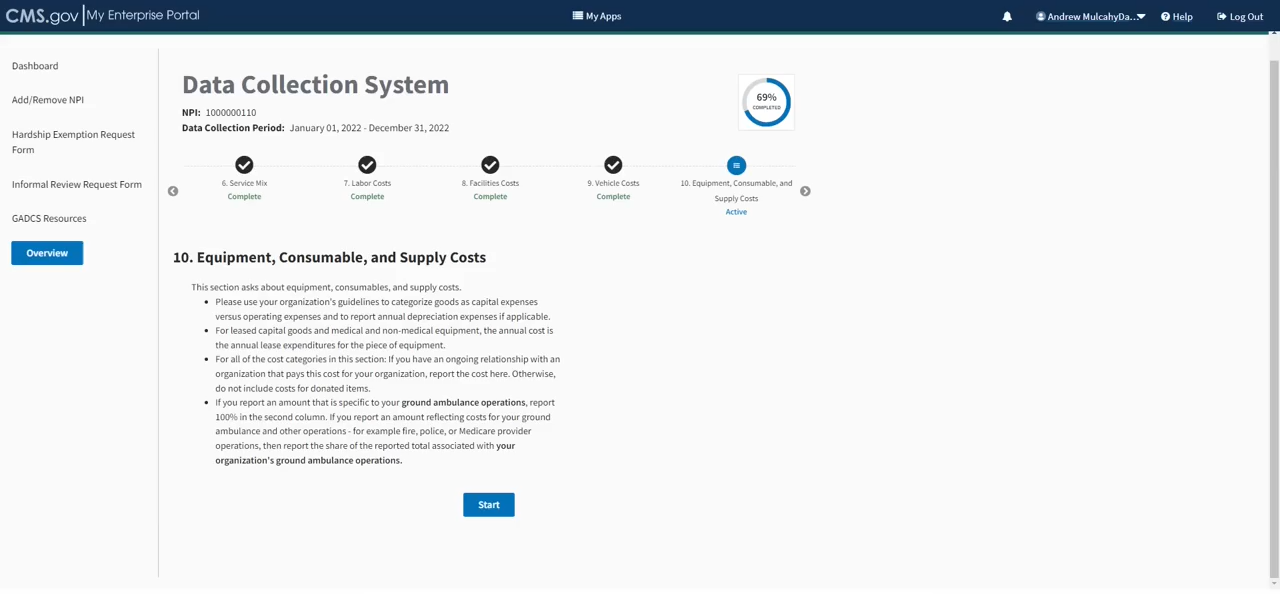 CMS.gov My Enterprise Portal
My Apps
Andrew MulcahyDa...
Help
Log Out
Dashboard
Add/Remove NPI
Hardship Exemption Request
Form
Informal Review Request Form
GADCS Resources
Overview
Data Collection System
NPI: 1000000110
Data Collection Period: January 01, 2022 - December 31, 2022
69%
COMPLETED
6. Service Mix
Complete
7. Labor Costs
Complete
8. Facilities Costs
Complete
9. Vehicle Costs
Complete
10. Equipment, Consumable, and
Supply Costs
Active
10. Equipment, Consumable, and Supply Costs
This section asks about equipment, consumables, and supply costs.
• Please use your organization's guidelines to categorize goods as capital expenses
versus operating expenses and to report annual depreciation expenses if applicable.
• For leased capital goods and medical and non-medical equipment, the annual cost is
the annual lease expenditures for the piece of equipment.
• For all of the cost categories in this section: If you have an ongoing relationship with an
organization that pays this cost for your organization, report the cost here. Otherwise,
do not include costs for donated items.
• If you report an amount that is specific to your ground ambulance operations, report
100% in the second column. If you report an amount reflecting costs for your ground
ambulance and other operations - for example fire, police, or Medicare provider
operations, then report the share of the reported total associated with your
organization's ground ambulance operations.
Start